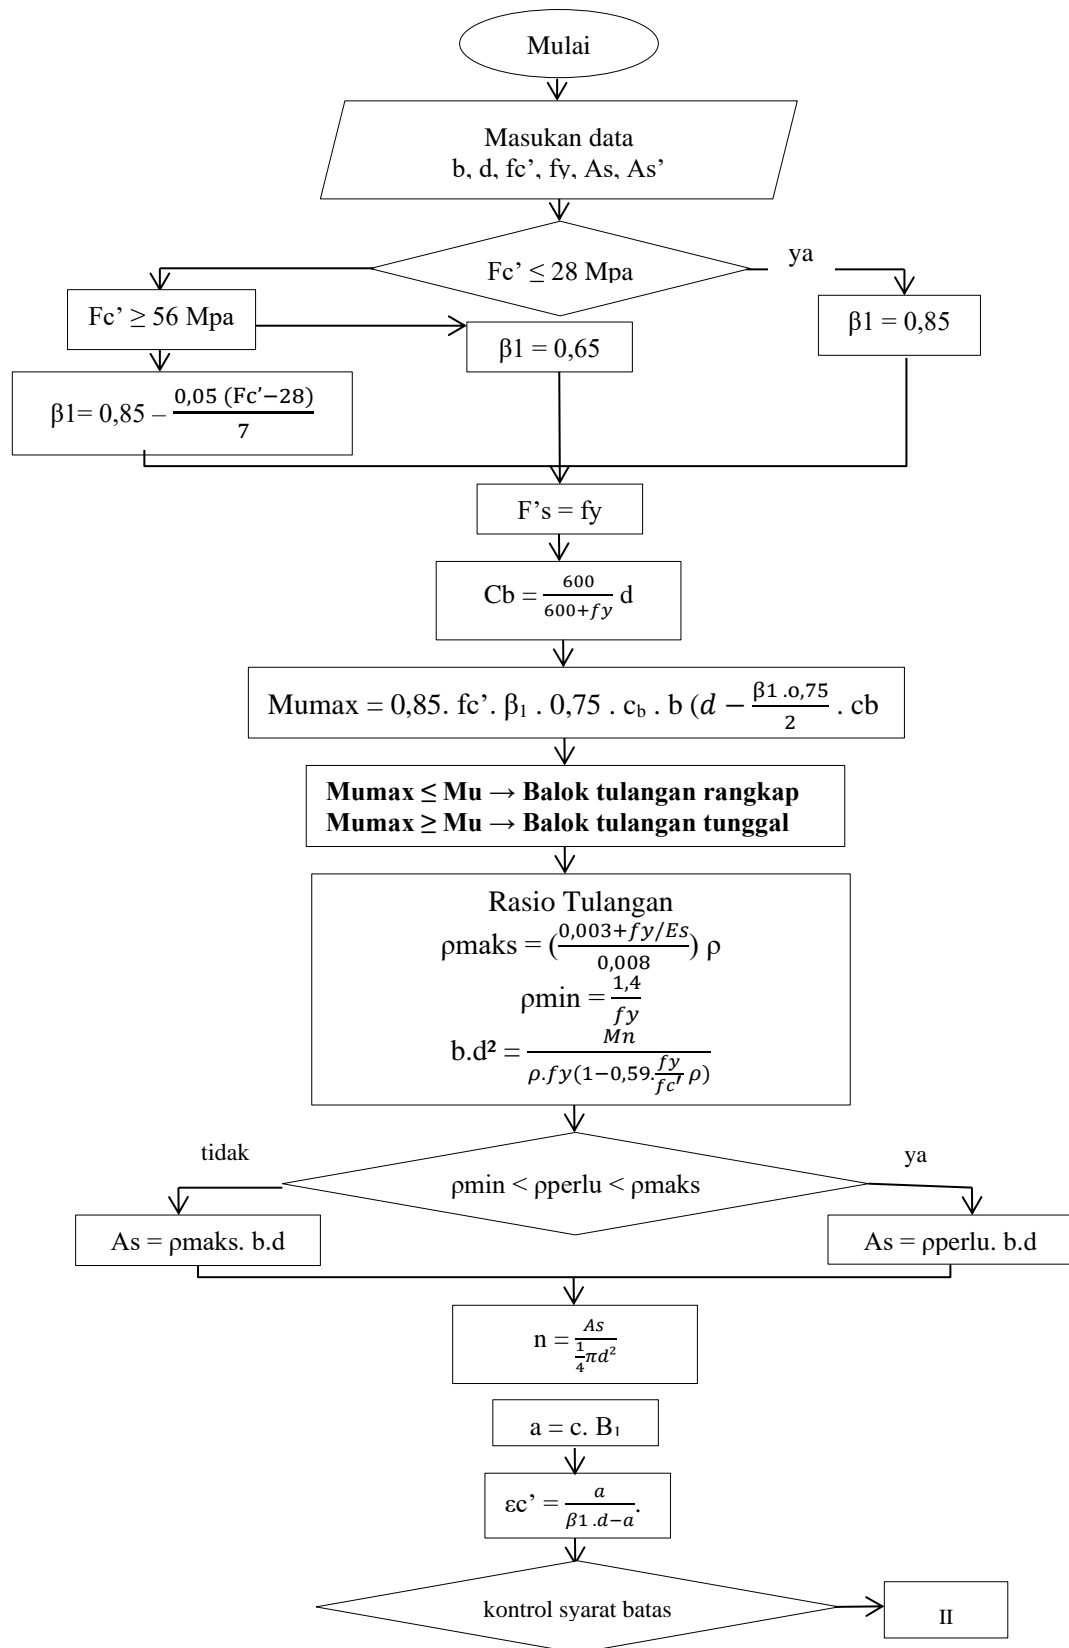 Mulai
Masukan data
b, d, fc’, fy, As, As’
Fc’ ≤ 28 Mpa
ya
Fc’ ≥ 56 Mpa
β1 = 0,65
β1 = 0,85
β1= 0,85 – 0,05 (Fc’−28)/7
F’s = fy
Cb = 600/600+fy d
Mumax = 0,85. fc’. β₁ . 0,75 . c_b . b (d − β1 .o,75/2 . cb
Mumax ≤ Mu → Balok tulangan rangkap
Mumax ≥ Mu → Balok tulangan tunggal
Rasio Tulangan
ρmaks = (0,003+fy/Es/0,008) ρ
ρmin = 1,4/fy
b.d² = Mn/ρ.fy(1−0,59.fy/fc′ ρ)
tidak
ρmin < ρperlu < ρmaks
ya
As = ρmaks. b.d
As = ρperlu. b.d
n = As/¼πd²
a = c. B₁
εc’ = a/β1 .d−a.
kontrol syarat batas
II